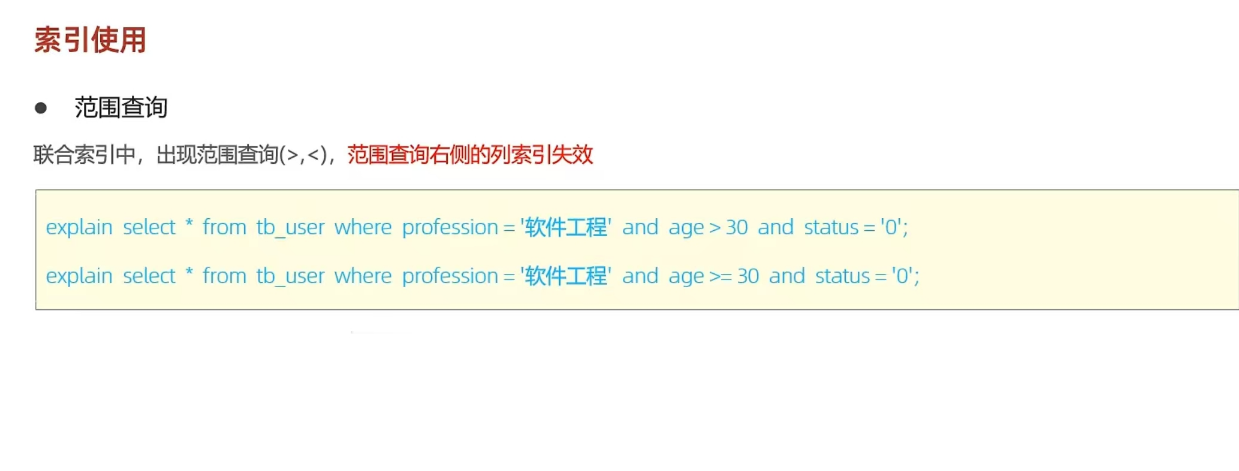 索引使用
● 范围查询
联合索引中，出现范围查询(>,<)，范围查询右侧的列索引失效
explain select * from tb_user where profession = '软件工程' and age > 30 and status = '0';
explain select * from tb_user where profession = '软件工程' and age >= 30 and status = '0';